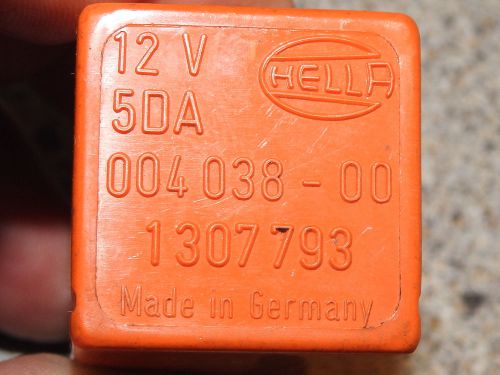 12 V
HELLA
5DA
004 038 - 00
1307793
Made in Germany